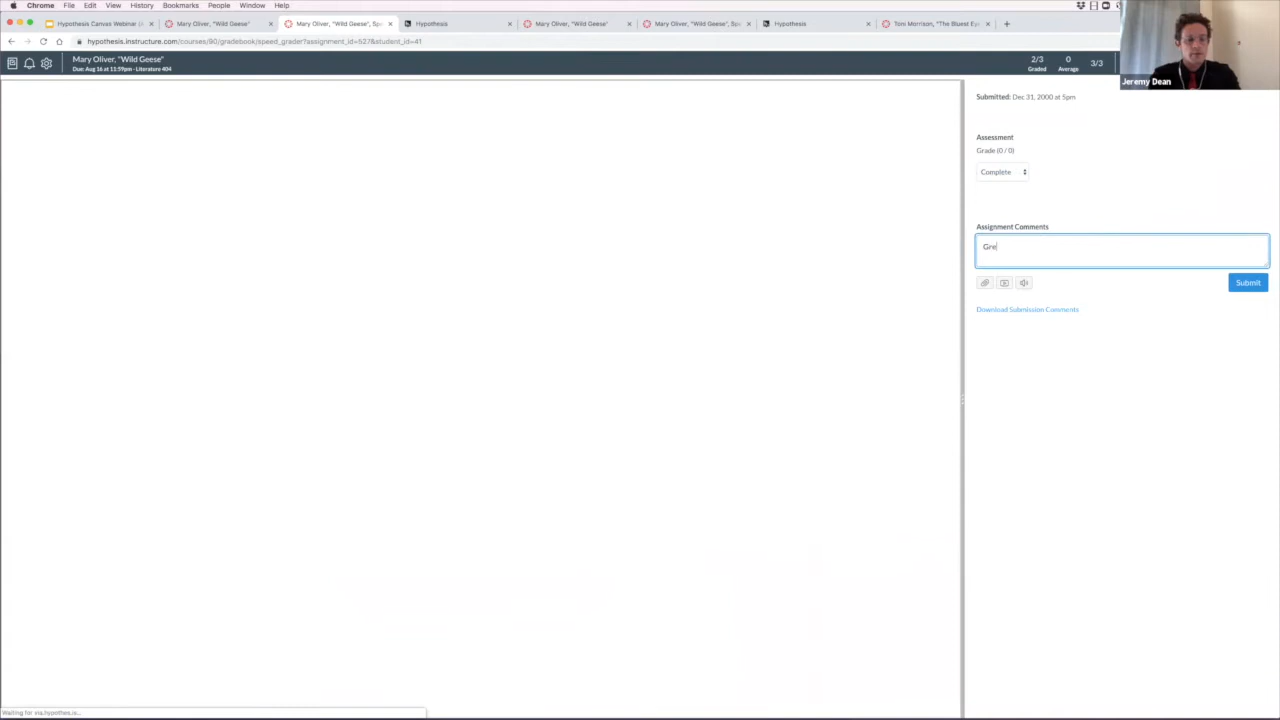 Chrome File Edit View History Bookmarks People Window Help
Hypothesis Canvas Webinar Mary Oliver, "Wild Geese" Mary Oliver, "Wild Geese", Sp Hypothesis Mary Oliver, "Wild Geese" Mary Oliver, "Wild Geese", Sp Hypothesis Toni Morrison, "The Bluest Ey
hypothesis.instructure.com/courses/90/gradebook/speed_grader?assignment_id=527&student_id=41
Mary Oliver, "Wild Geese"
Due: Aug 16 at 11:59pm - Literature 404
2/3
Graded
0
Average
3/3
Jeremy Dean
Submitted: Dec 31, 2000 at 5pm
Assessment
Grade (0 / 0)
Complete
Assignment Comments
Gre
Submit
Download Submission Comments
Waiting for via.hypothes.is...